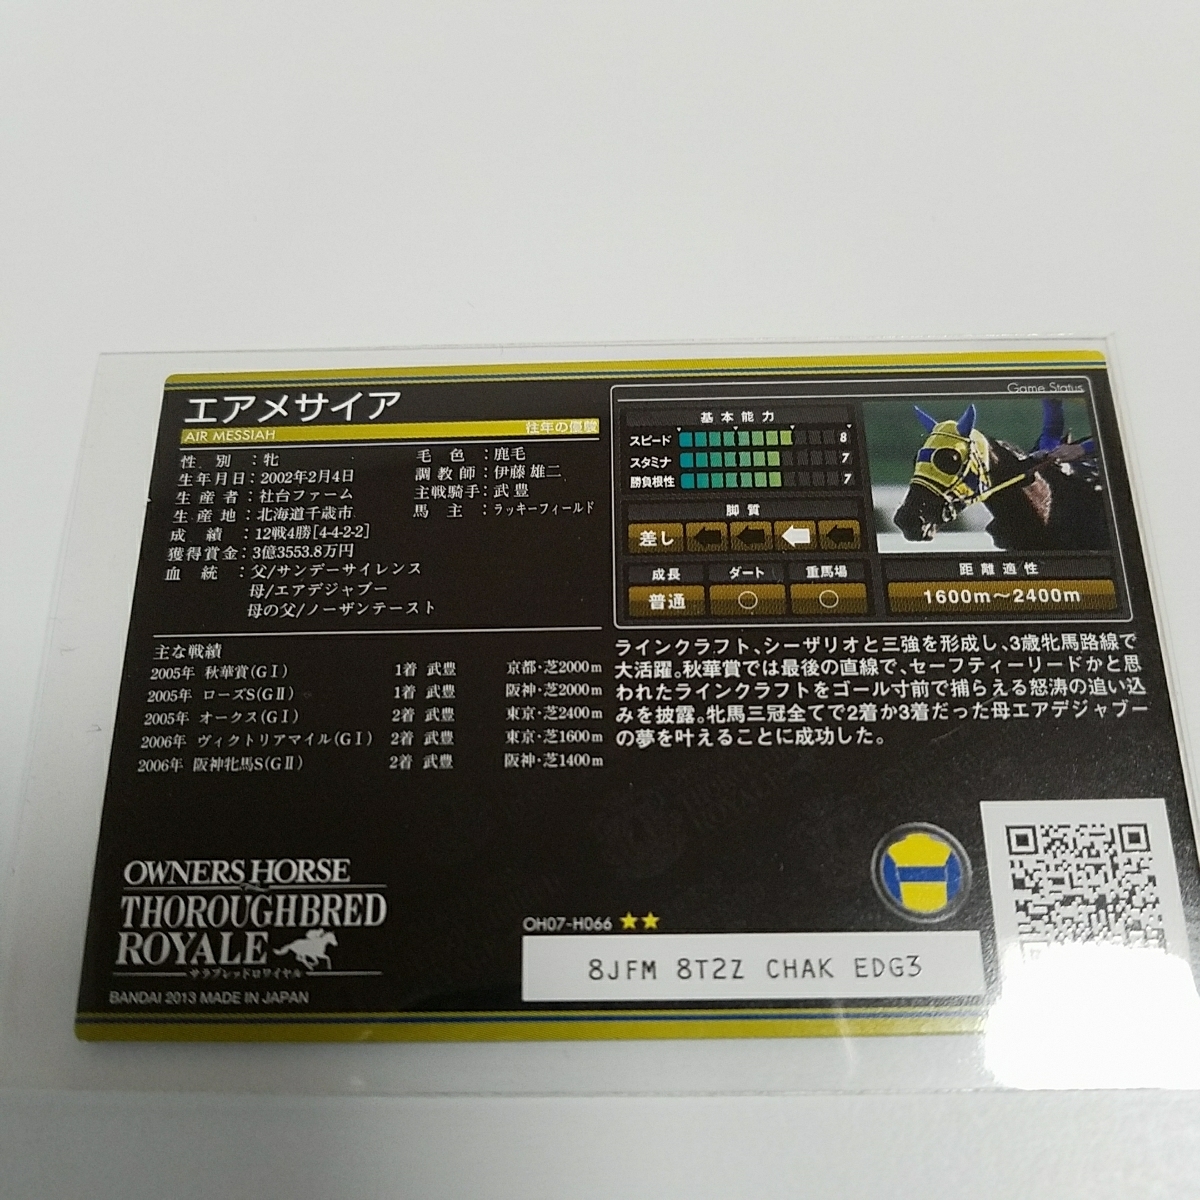 エアメサイア
AIR MESSIAH 往年の優駿
性別：牝
生年月日：2002年2月4日
生産者：社台ファーム
生産地：北海道千歳市
成績：12戦4勝[4-4-2-2]
獲得賞金：3億3553.8万円
血統：父/サンデーサイレンス
母/エアデジャブー
母の父/ノーザンテースト
毛色：鹿毛
調教師：伊藤雄二
主戦騎手：武豊
馬主：ラッキーフィールド
主な戦績
2005年 秋華賞(GⅠ) 1着 武豊 京都・芝2000m
2005年 ローズS(GⅡ) 1着 武豊 阪神・芝2000m
2005年 オークス(GⅠ) 2着 武豊 東京・芝2400m
2006年 ヴィクトリアマイル(GⅠ) 2着 武豊 東京・芝1600m
2006年 阪神牝馬S(GⅡ) 2着 武豊 阪神・芝1400m
Game Status
基本能力
スピード 8
スタミナ 7
勝負根性 7
脚質
差し
成長 ダート 重馬場
普通 ○ ○
距離適性
1600m～2400m
ラインクラフト、シーザリオと三強を形成し、3歳牝馬路線で
大活躍。秋華賞では最後の直線で、セーフティーリードかと思
われたラインクラフトをゴール寸前で捕らえる怒涛の追い込
みを披露。牝馬三冠全てで2着か3着だった母エアデジャブー
の夢を叶えることに成功した。
OWNERS HORSE
THOROUGHBRED
ROYALE
サラブレッドロワイヤル
BANDAI 2013 MADE IN JAPAN
OH07-H066 ★★
8JFM 8T2Z CHAK EDG3